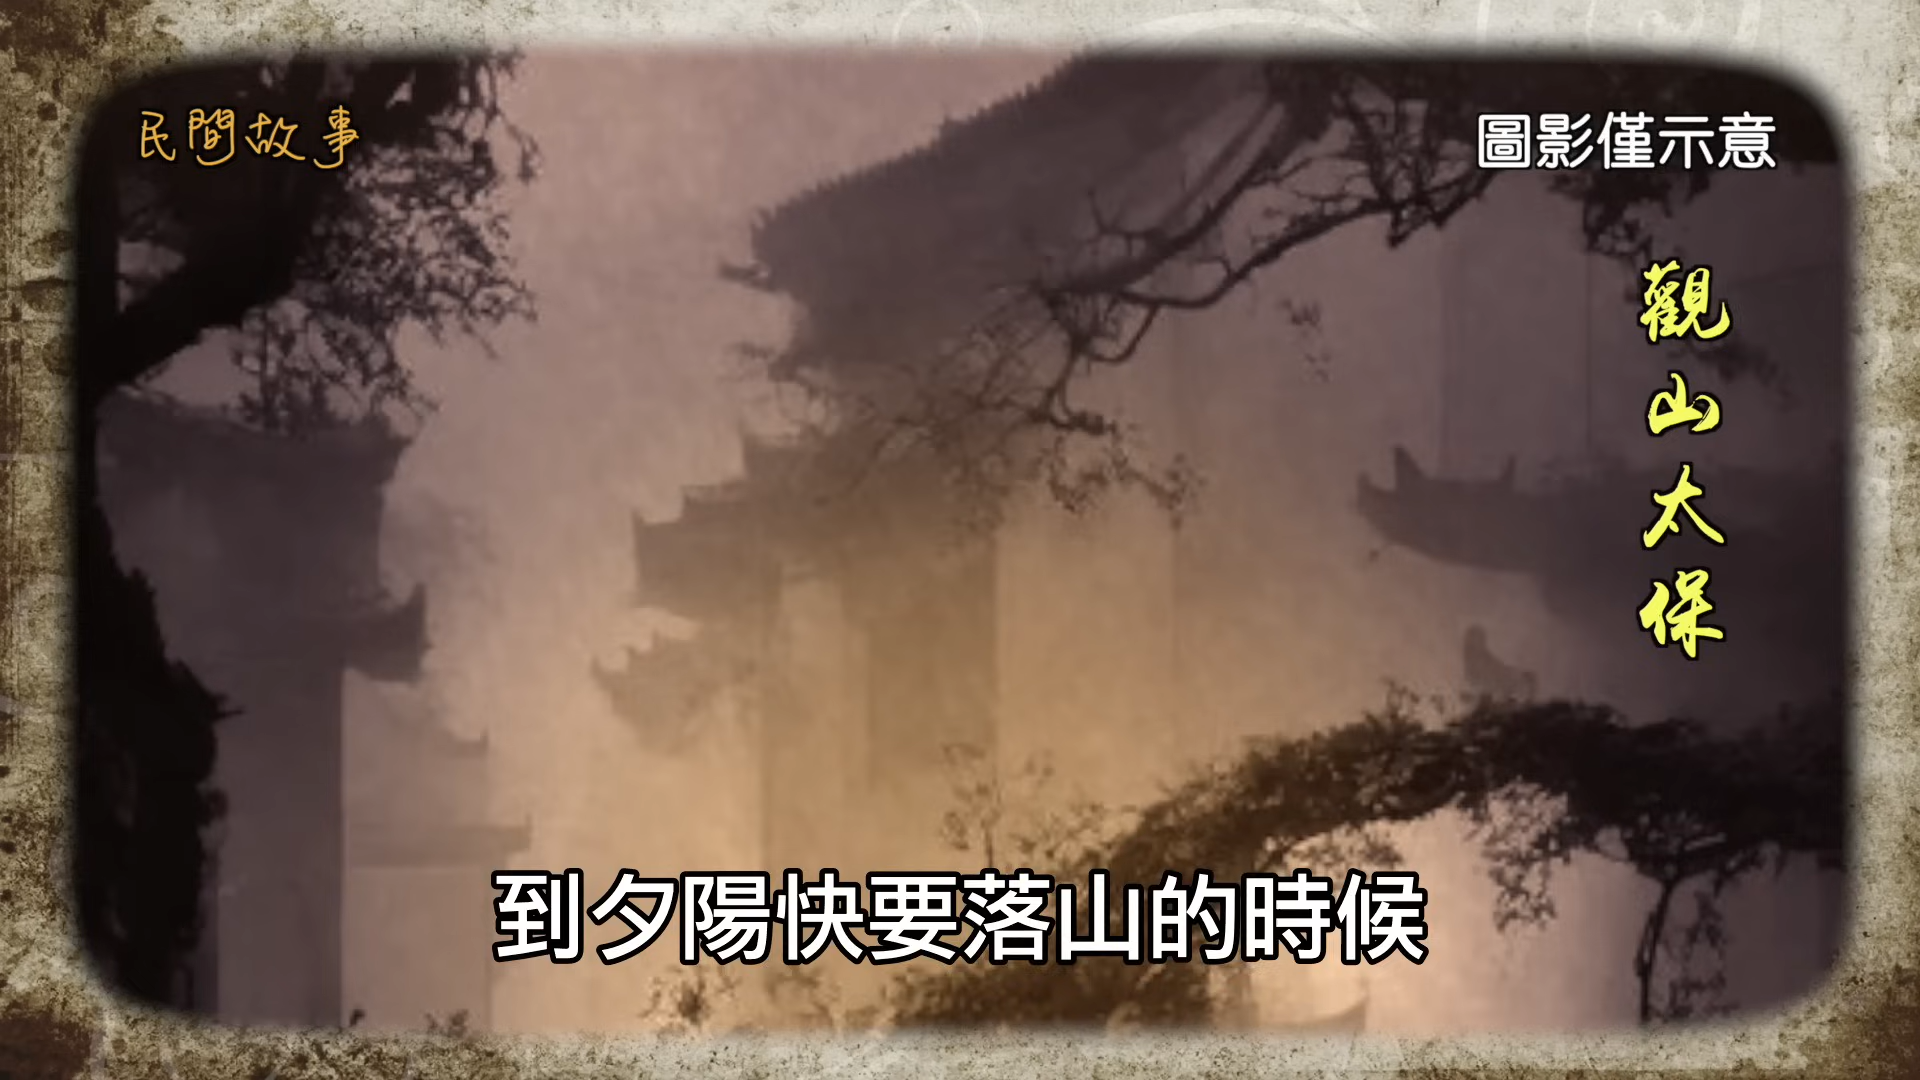 民間故事
圖影僅示意
觀山太保
到夕陽快要落山的時候